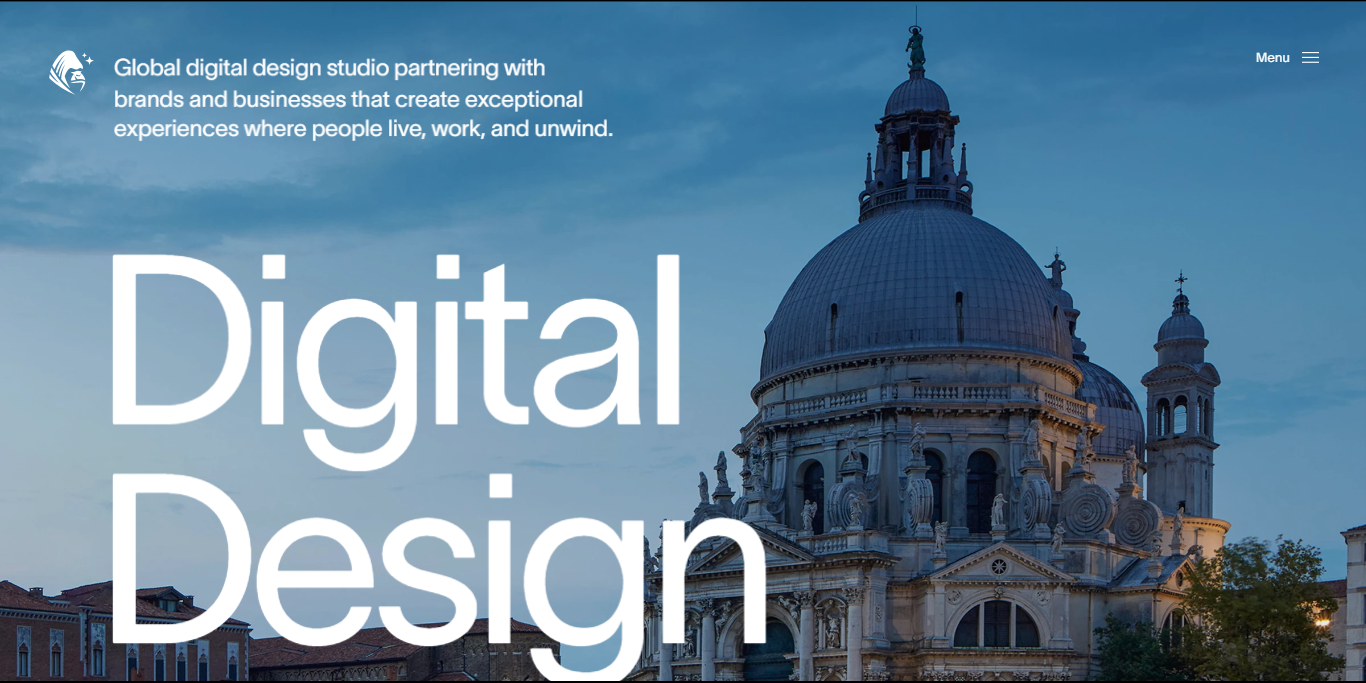 Global digital design studio partnering with
brands and businesses that create exceptional
experiences where people live, work, and unwind.
Menu
Digital
Design